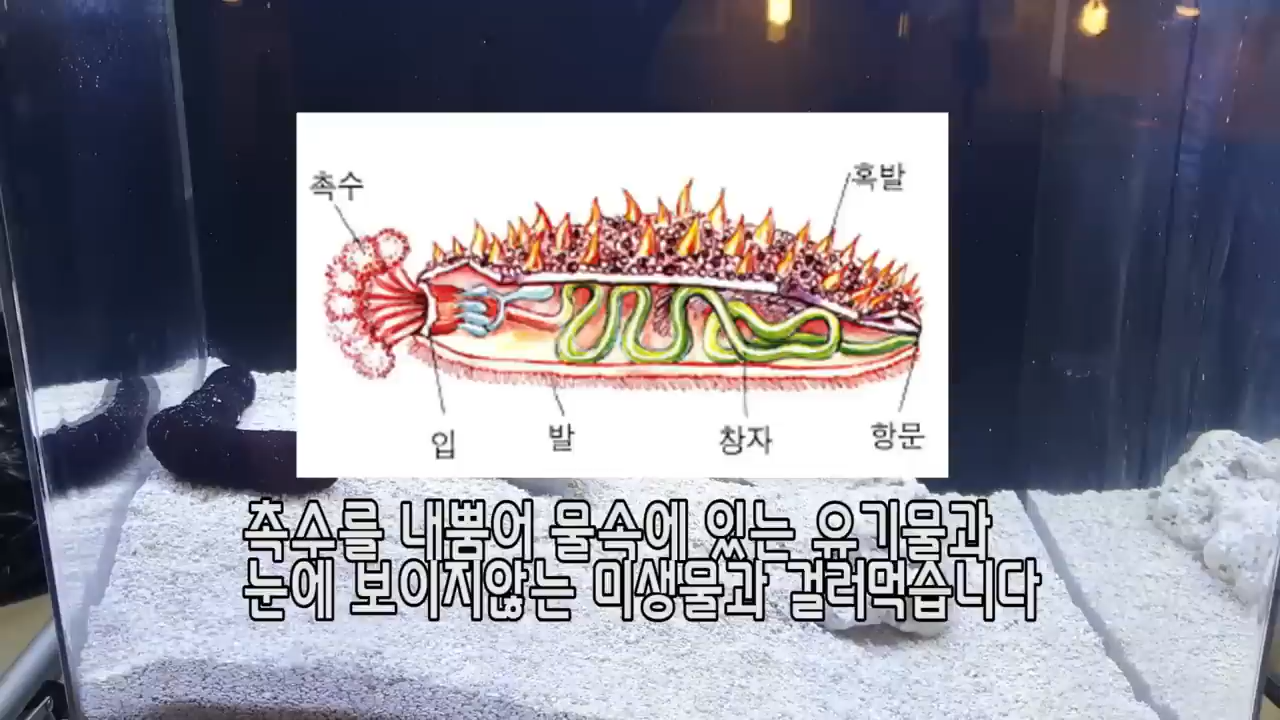 촉수
혹발
입
발
창자
항문
촉수를 내뿜어 물속에 있는 유기물과
눈에 보이지않는 미생물과 걸러먹습니다